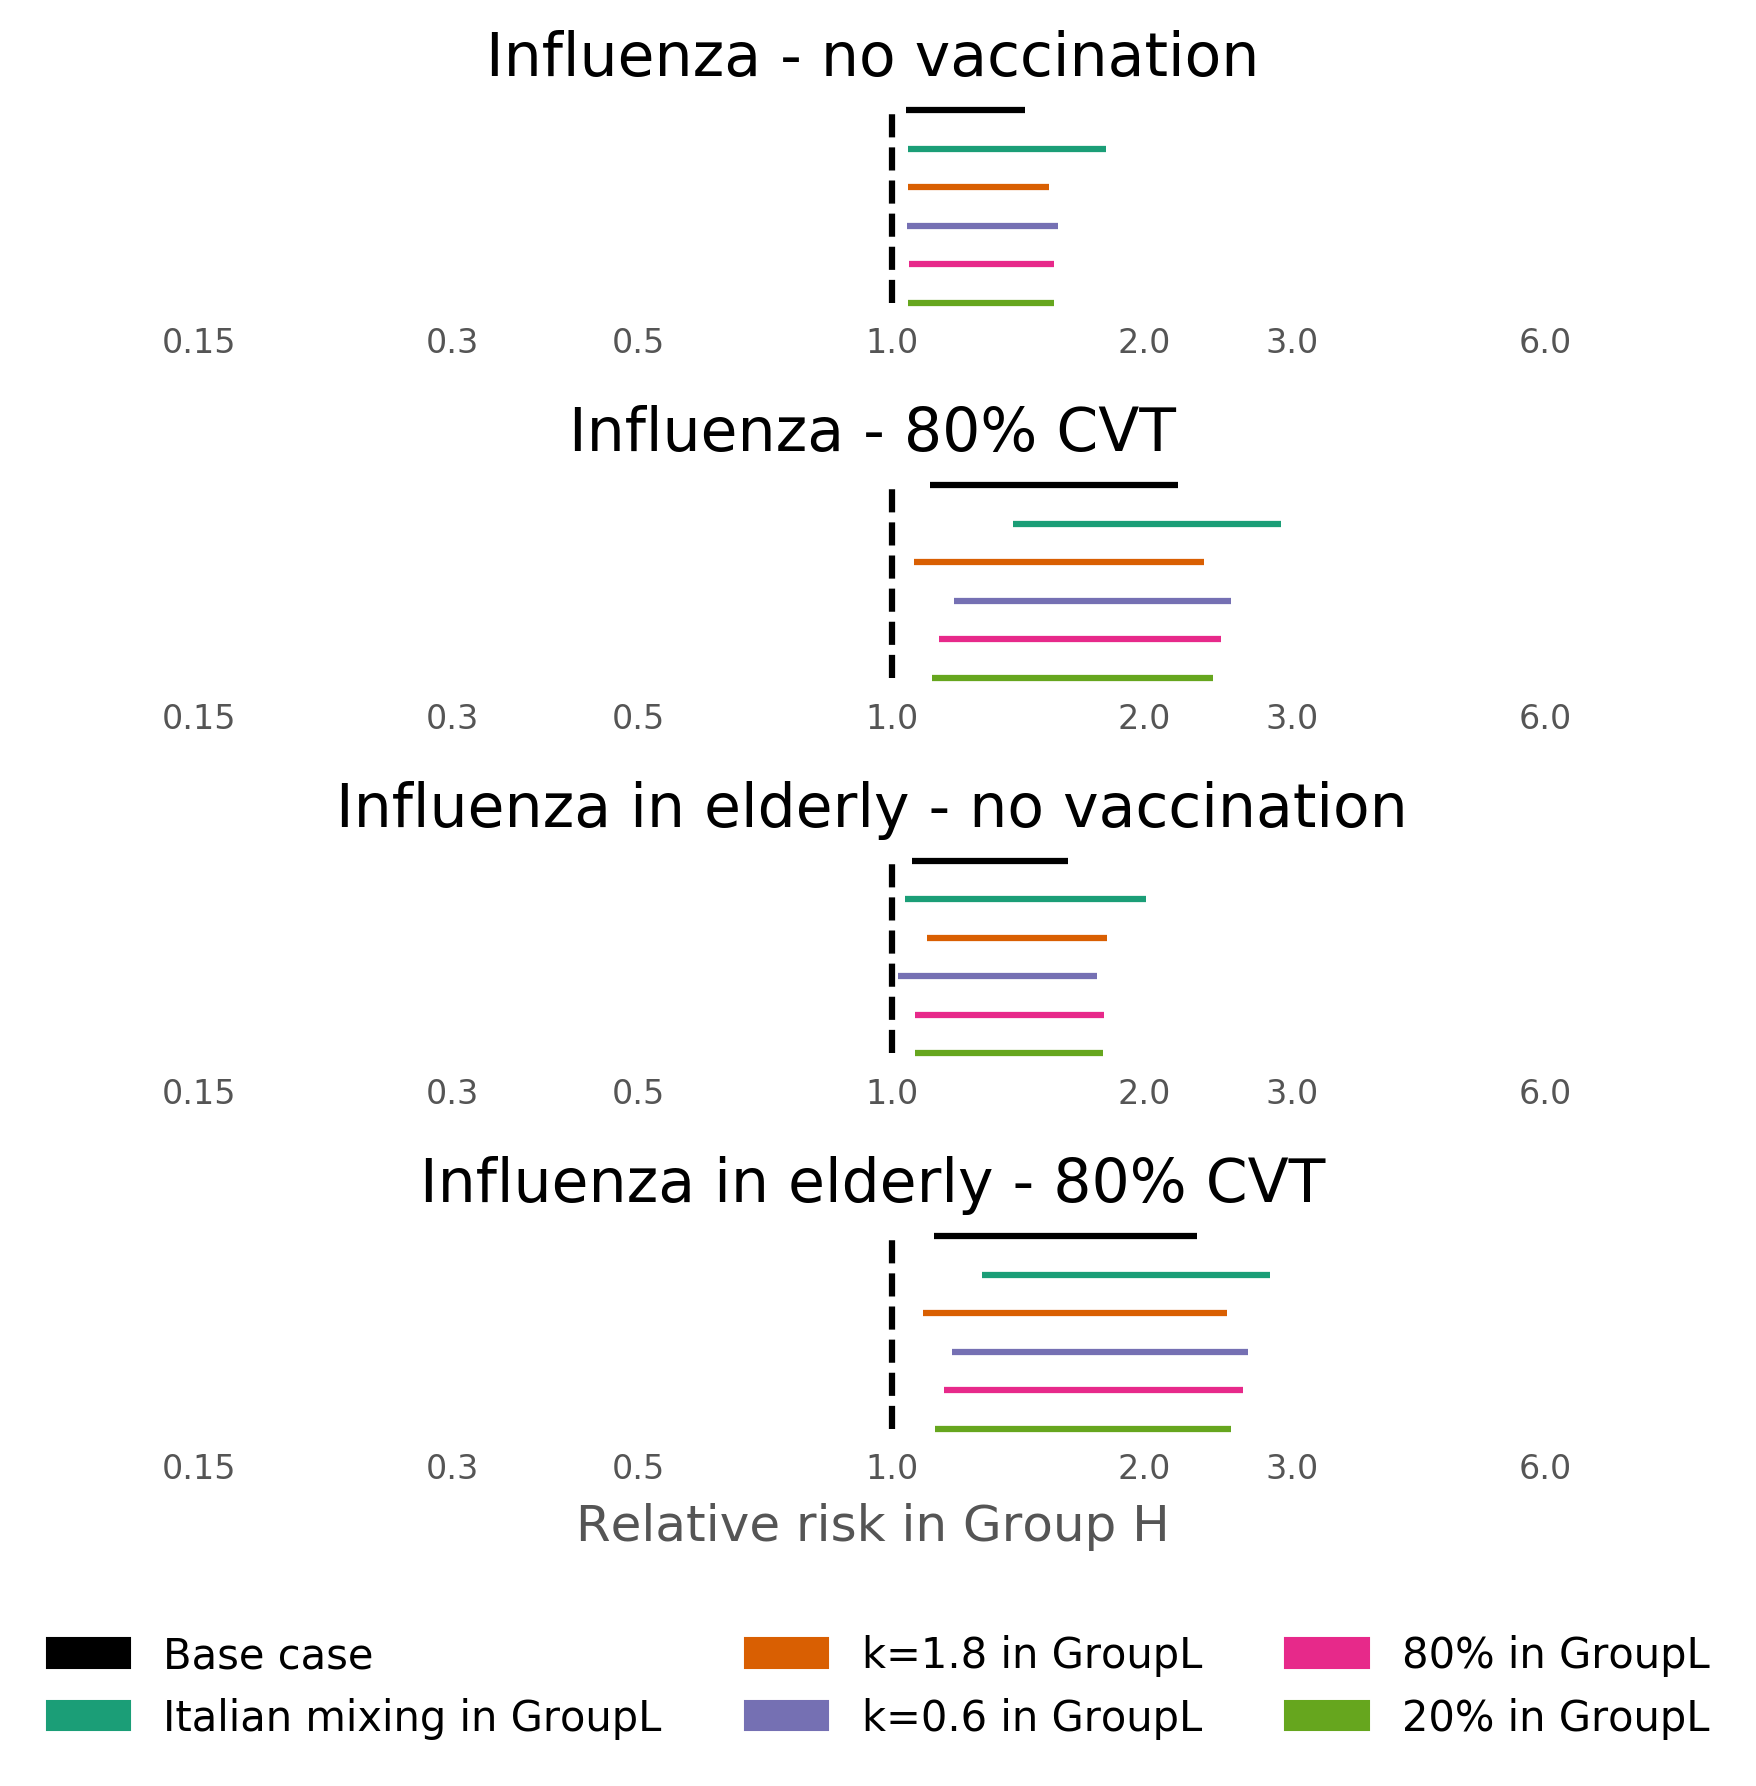 Influenza - no vaccination
0.15 0.3 0.5 1.0 2.0 3.0 6.0
Influenza - 80% CVT
0.15 0.3 0.5 1.0 2.0 3.0 6.0
Influenza in elderly - no vaccination
0.15 0.3 0.5 1.0 2.0 3.0 6.0
Influenza in elderly - 80% CVT
0.15 0.3 0.5 1.0 2.0 3.0 6.0
Relative risk in Group H
Base case k=1.8 in GroupL 80% in GroupL
Italian mixing in GroupL k=0.6 in GroupL 20% in GroupL